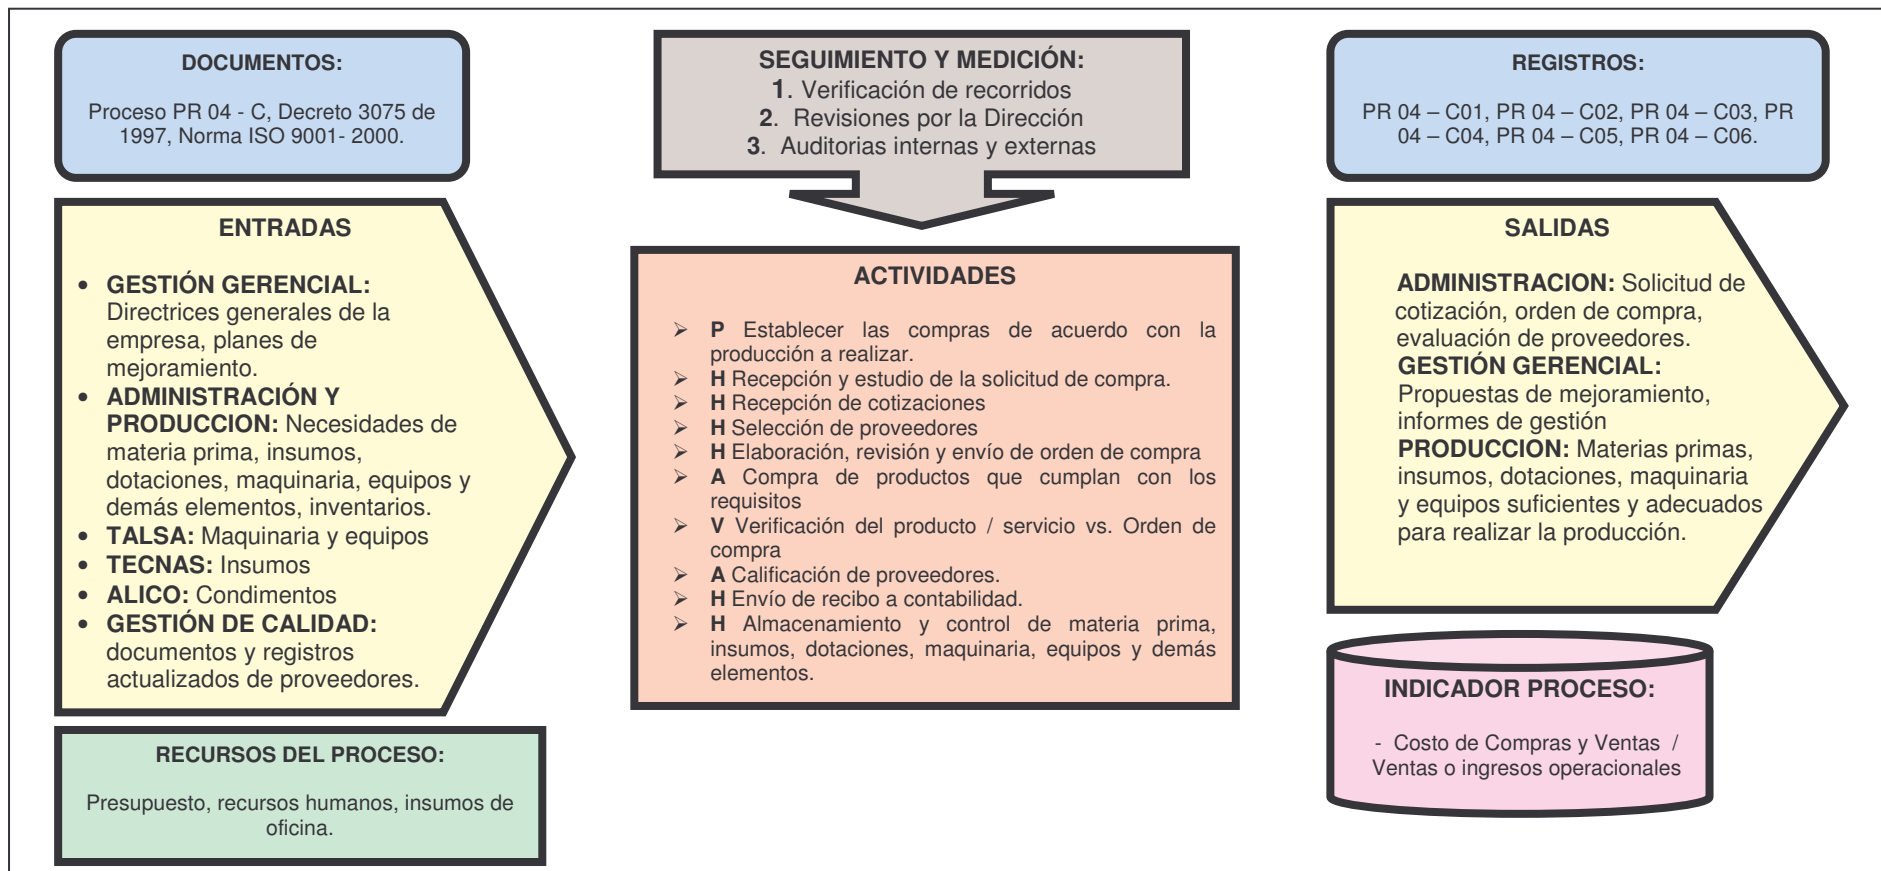 DOCUMENTOS:
Proceso PR 04 - C, Decreto 3075 de
1997, Norma ISO 9001- 2000.
SEGUIMIENTO Y MEDICIÓN:
1. Verificación de recorridos
2. Revisiones por la Dirección
3. Auditorias internas y externas
REGISTROS:
PR 04 – C01, PR 04 – C02, PR 04 – C03, PR
04 – C04, PR 04 – C05, PR 04 – C06.
ENTRADAS
• GESTIÓN GERENCIAL:
Directrices generales de la
empresa, planes de
mejoramiento.
• ADMINISTRACIÓN Y
PRODUCCION: Necesidades de
materia prima, insumos,
dotaciones, maquinaria, equipos y
demás elementos, inventarios.
• TALSA: Maquinaria y equipos
• TECNAS: Insumos
• ALICO: Condimentos
• GESTIÓN DE CALIDAD:
documentos y registros
actualizados de proveedores.
ACTIVIDADES
➢ P Establecer las compras de acuerdo con la
producción a realizar.
➢ H Recepción y estudio de la solicitud de compra.
➢ H Recepción de cotizaciones
➢ H Selección de proveedores
➢ H Elaboración, revisión y envío de orden de compra
➢ A Compra de productos que cumplan con los
requisitos
➢ V Verificación del producto / servicio vs. Orden de
compra
➢ A Calificación de proveedores.
➢ H Envío de recibo a contabilidad.
➢ H Almacenamiento y control de materia prima,
insumos, dotaciones, maquinaria, equipos y demás
elementos.
SALIDAS
ADMINISTRACION: Solicitud de
cotización, orden de compra,
evaluación de proveedores.
GESTIÓN GERENCIAL:
Propuestas de mejoramiento,
informes de gestión
PRODUCCION: Materias primas,
insumos, dotaciones, maquinaria
y equipos suficientes y adecuados
para realizar la producción.
RECURSOS DEL PROCESO:
Presupuesto, recursos humanos, insumos de
oficina.
INDICADOR PROCESO:
- Costo de Compras y Ventas /
Ventas o ingresos operacionales